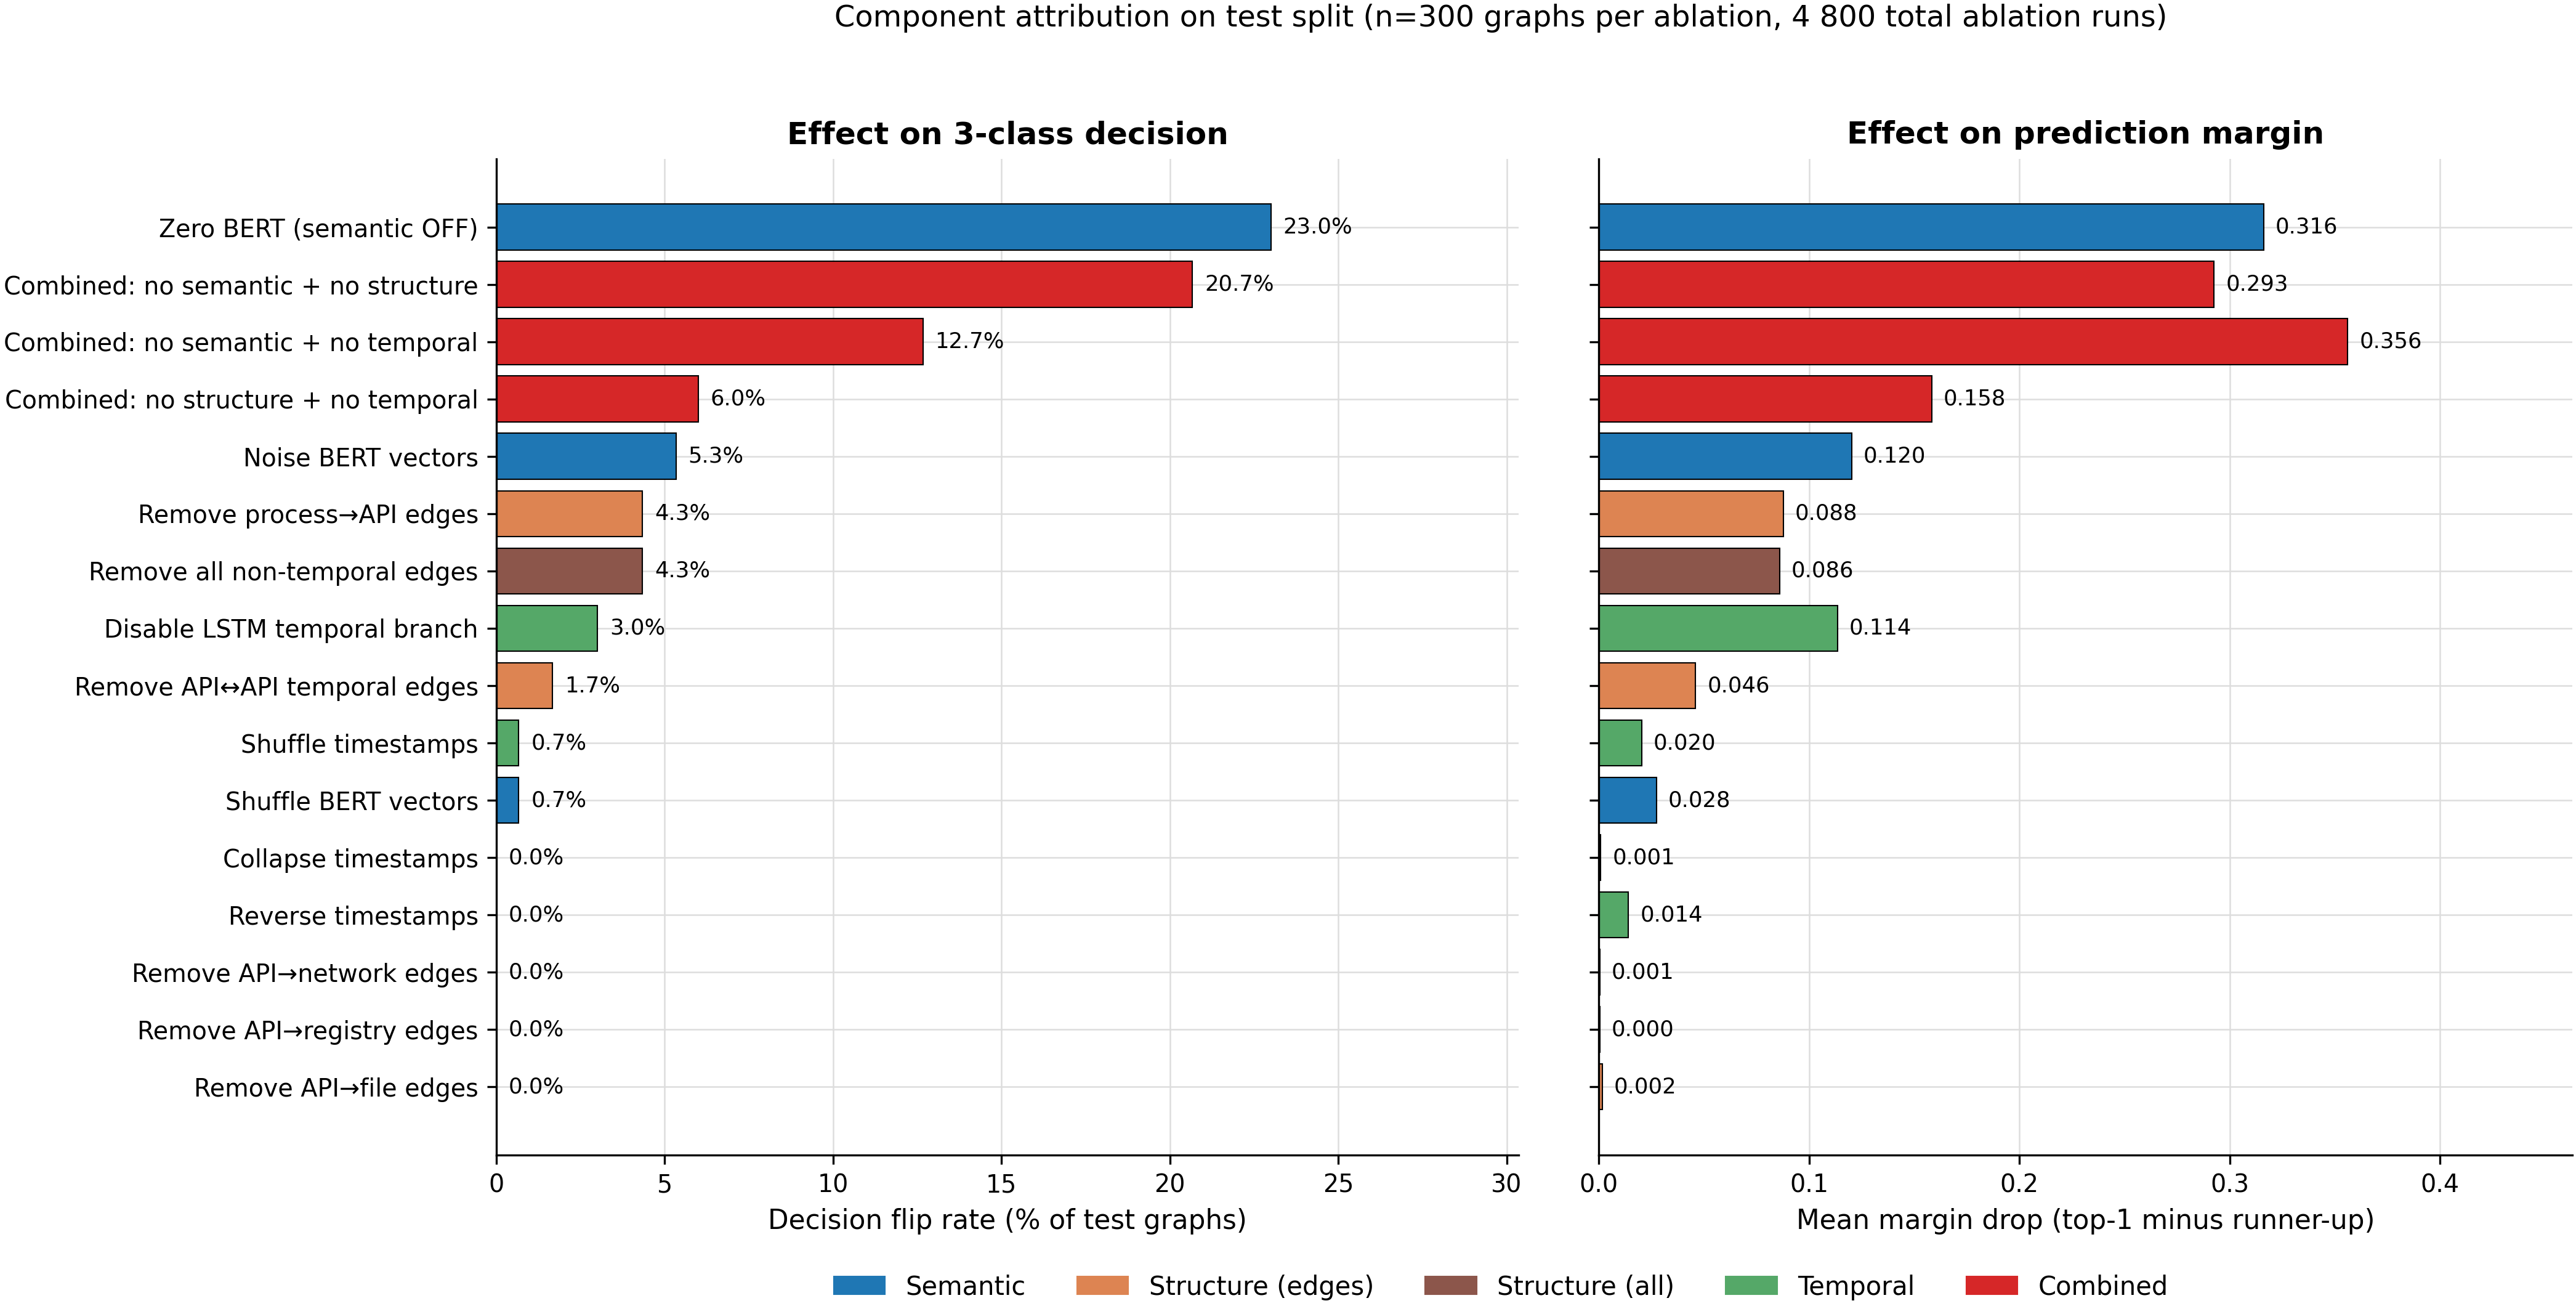 Component attribution on test split (n=300 graphs per ablation, 4 800 total ablation runs)
Effect on 3-class decision
Zero BERT (semantic OFF) 23.0%
Combined: no semantic + no structure 20.7%
Combined: no semantic + no temporal 12.7%
Combined: no structure + no temporal 6.0%
Noise BERT vectors 5.3%
Remove process→API edges 4.3%
Remove all non-temporal edges 4.3%
Disable LSTM temporal branch 3.0%
Remove API↔API temporal edges 1.7%
Shuffle timestamps 0.7%
Shuffle BERT vectors 0.7%
Collapse timestamps 0.0%
Reverse timestamps 0.0%
Remove API→network edges 0.0%
Remove API→registry edges 0.0%
Remove API→file edges 0.0%
0 5 10 15 20 25 30
Decision flip rate (% of test graphs)
Effect on prediction margin
0.316
0.293
0.356
0.158
0.120
0.088
0.086
0.114
0.046
0.020
0.028
0.001
0.014
0.001
0.000
0.002
0.0 0.1 0.2 0.3 0.4
Mean margin drop (top-1 minus runner-up)
Semantic Structure (edges) Structure (all) Temporal Combined